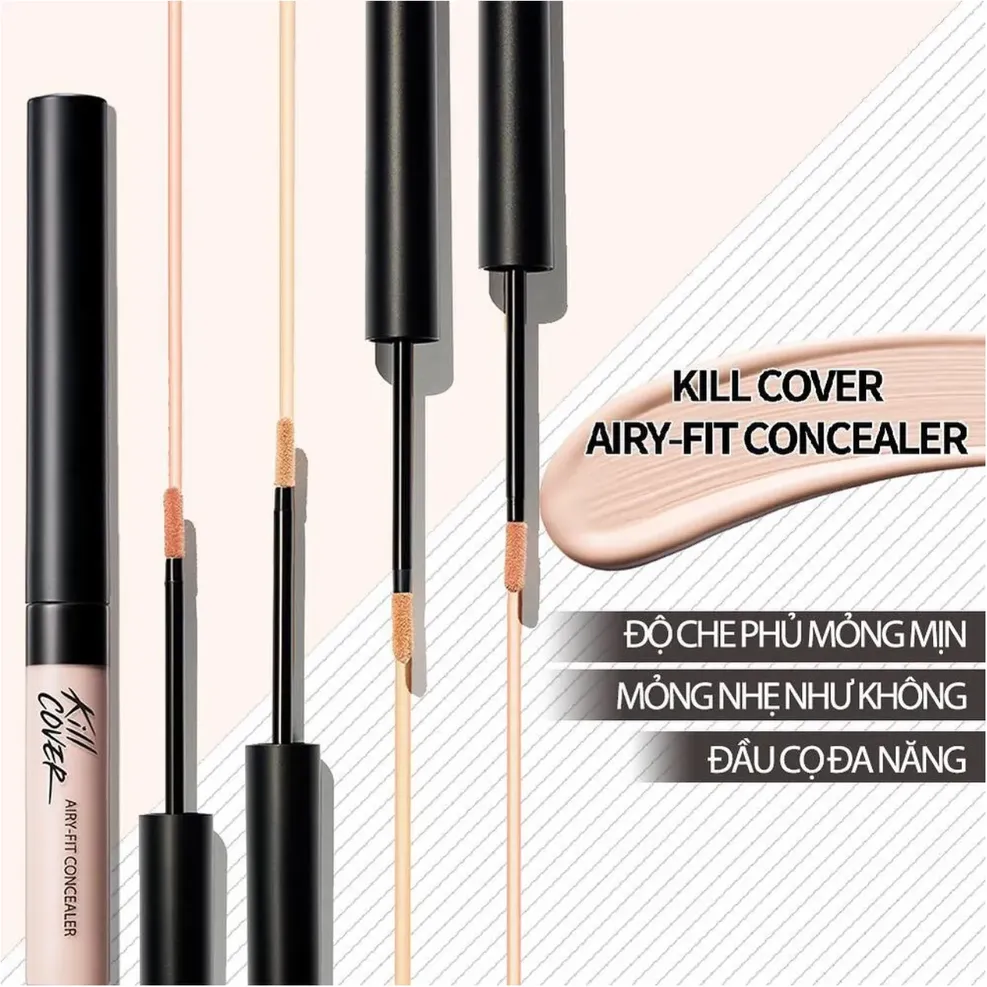 KILL COVER
AIRY-FIT CONCEALER
ĐỘ CHE PHỦ MỎNG MỊN
MỎNG NHẸ NHƯ KHÔNG
ĐẦU CỌ ĐA NĂNG
Kill
COVER
AIRY-FIT CONCEALER